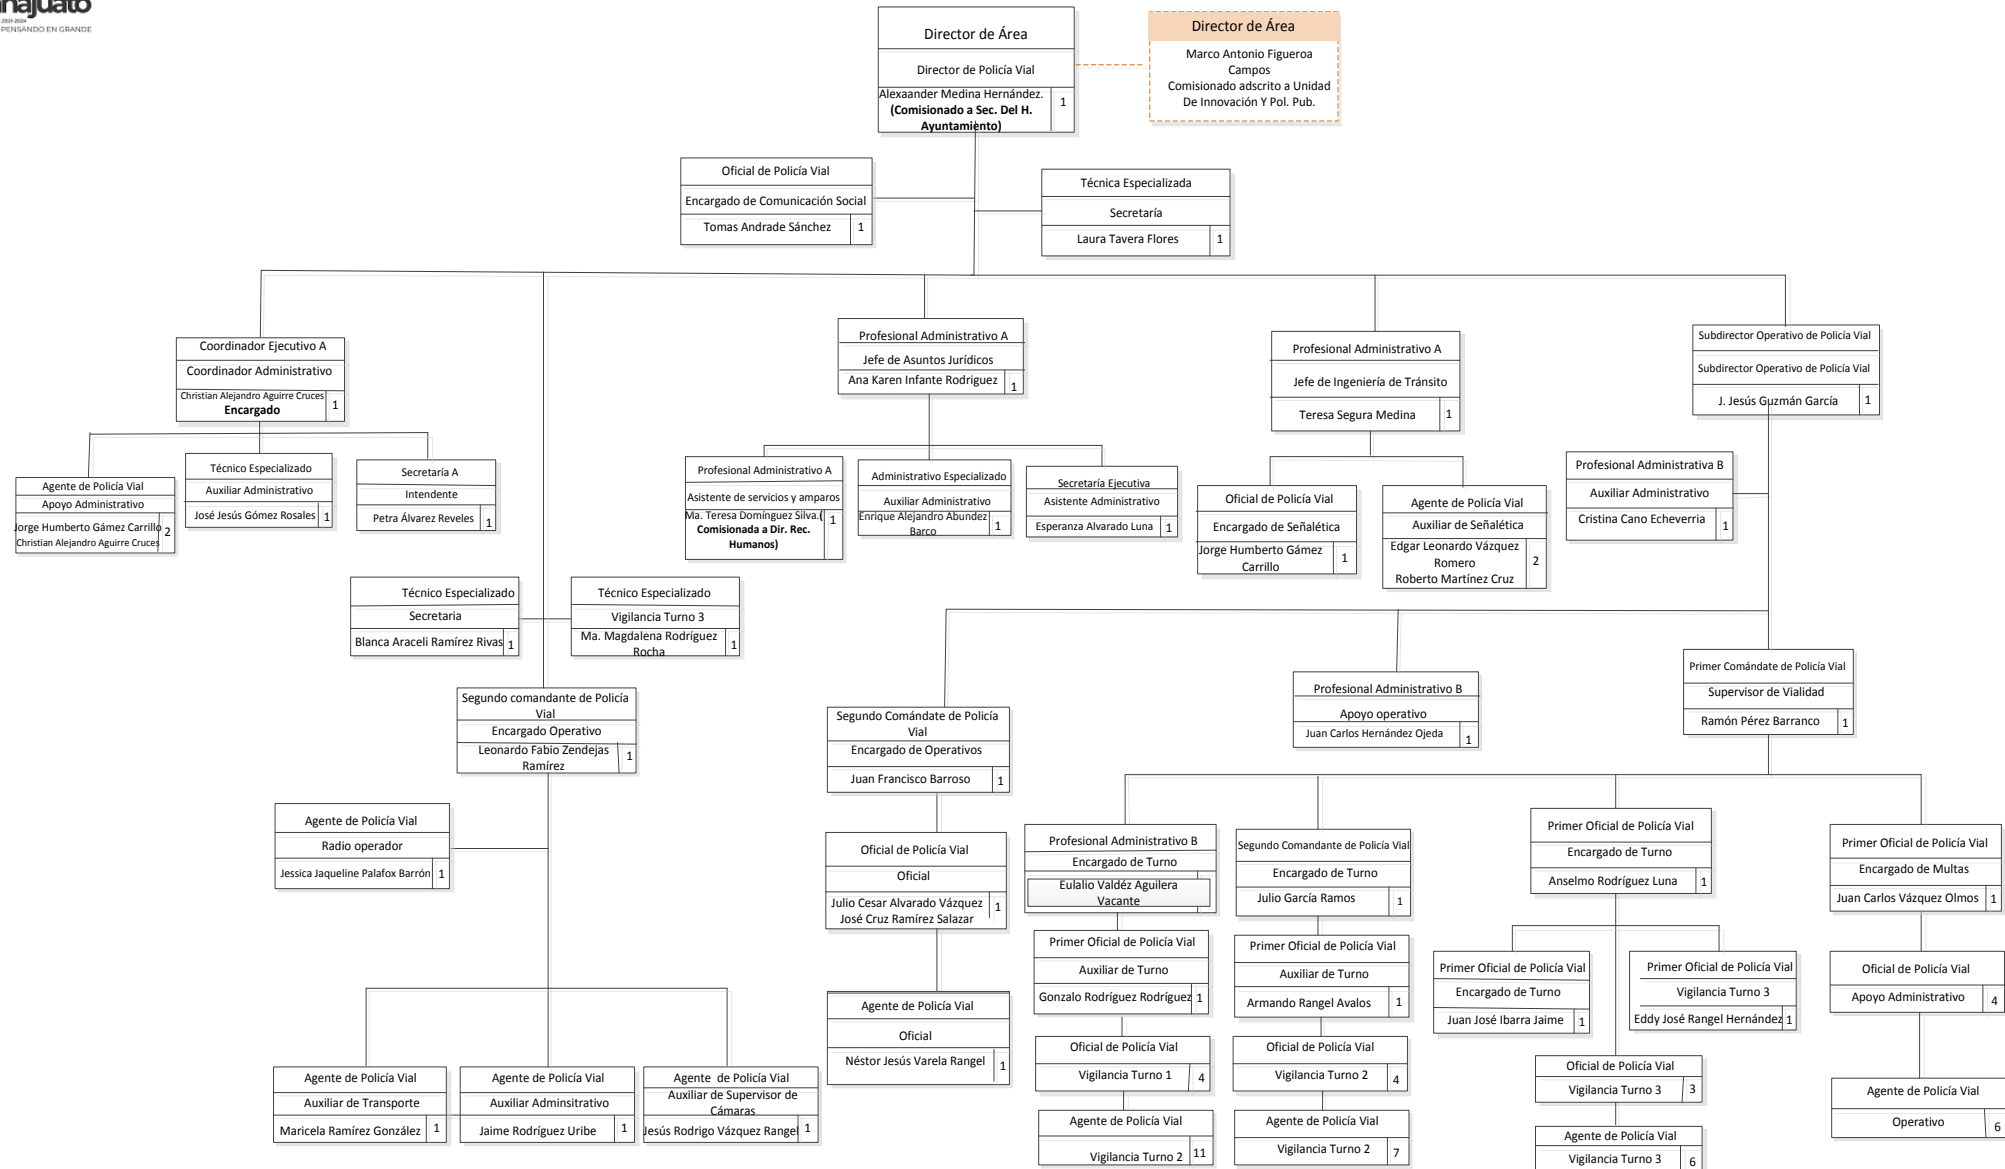 2021-2024
PENSANDO EN GRANDE
Director de Área
Director de Policía Vial
Alexaander Medina Hernández.
(Comisionado a Sec. Del H.
Ayuntamiento)
1
Director de Área
Marco Antonio Figueroa
Campos
Comisionado adscrito a Unidad
De Innovación Y Pol. Pub.
Oficial de Policía Vial
Encargado de Comunicación Social
Tomas Andrade Sánchez
1
Técnica Especializada
Secretaría
Laura Tavera Flores
1
Coordinador Ejecutivo A
Coordinador Administrativo
Christian Alejandro Aguirre Cruces
Encargado
1
Profesional Administrativo A
Jefe de Asuntos Jurídicos
Ana Karen Infante Rodriguez
1
Profesional Administrativo A
Jefe de Ingeniería de Tránsito
Teresa Segura Medina
1
Subdirector Operativo de Policía Vial
Subdirector Operativo de Policía Vial
J. Jesús Guzmán García
1
Agente de Policía Vial
Apoyo Administrativo
Jorge Humberto Gámez Carrillo
Christian Alejandro Aguirre Cruces
2
Técnico Especializado
Auxiliar Administrativo
José Jesús Gómez Rosales
1
Secretaría A
Intendente
Petra Álvarez Reveles
1
Profesional Administrativo A
Asistente de servicios y amparos
Ma. Teresa Domínguez Silva.(
Comisionada a Dir. Rec.
Humanos)
1
Administrativo Especializado
Auxiliar Administrativo
Enrique Alejandro Abundez
Barco
1
Secretaría Ejecutiva
Asistente Administrativo
Esperanza Alvarado Luna
1
Oficial de Policía Vial
Encargado de Señalética
Jorge Humberto Gámez
Carrillo
1
Agente de Policía Vial
Auxiliar de Señalética
Edgar Leonardo Vázquez
Romero
Roberto Martínez Cruz
2
Profesional Administrativa B
Auxiliar Administrativo
Cristina Cano Echeverria
1
Técnico Especializado
Secretaria
Blanca Araceli Ramírez Rivas
1
Técnico Especializado
Vigilancia Turno 3
Ma. Magdalena Rodríguez
Rocha
1
Segundo comandante de Policía
Vial
Encargado Operativo
Leonardo Fabio Zendejas
Ramírez
1
Segundo Comándate de Policía
Vial
Encargado de Operativos
Juan Francisco Barroso
1
Profesional Administrativo B
Apoyo operativo
Juan Carlos Hernández Ojeda
1
Primer Comándate de Policía Vial
Supervisor de Vialidad
Ramón Pérez Barranco
1
Agente de Policía Vial
Radio operador
Jessica Jaqueline Palafox Barrón
1
Oficial de Policía Vial
Oficial
Julio Cesar Alvarado Vázquez
José Cruz Ramírez Salazar
1
Profesional Administrativo B
Encargado de Turno
Eulalio Valdéz Aguilera
Vacante
Segundo Comandante de Policía Vial
Encargado de Turno
Julio García Ramos
1
Primer Oficial de Policía Vial
Encargado de Turno
Anselmo Rodríguez Luna
1
Primer Oficial de Policía Vial
Encargado de Multas
Juan Carlos Vázquez Olmos
1
Primer Oficial de Policía Vial
Auxiliar de Turno
Gonzalo Rodríguez Rodríguez
1
Primer Oficial de Policía Vial
Auxiliar de Turno
Armando Rangel Avalos
1
Primer Oficial de Policía Vial
Encargado de Turno
Juan José Ibarra Jaime
1
Primer Oficial de Policía Vial
Vigilancia Turno 3
Eddy José Rangel Hernández
1
Oficial de Policía Vial
Apoyo Administrativo
4
Agente de Policía Vial
Oficial
Néstor Jesús Varela Rangel
1
Oficial de Policía Vial
Vigilancia Turno 1
4
Oficial de Policía Vial
Vigilancia Turno 2
4
Oficial de Policía Vial
Vigilancia Turno 3
3
Agente de Policía Vial
Operativo
6
Agente de Policía Vial
Auxiliar de Transporte
Maricela Ramírez González
1
Agente de Policía Vial
Auxiliar Adminsitrativo
Jaime Rodríguez Uribe
1
Agente de Policía Vial
Auxiliar de Supervisor de
Cámaras
Jesús Rodrigo Vázquez Rangel
1
Agente de Policía Vial
Vigilancia Turno 2
11
Agente de Policía Vial
Vigilancia Turno 2
7
Agente de Policía Vial
Vigilancia Turno 3
6